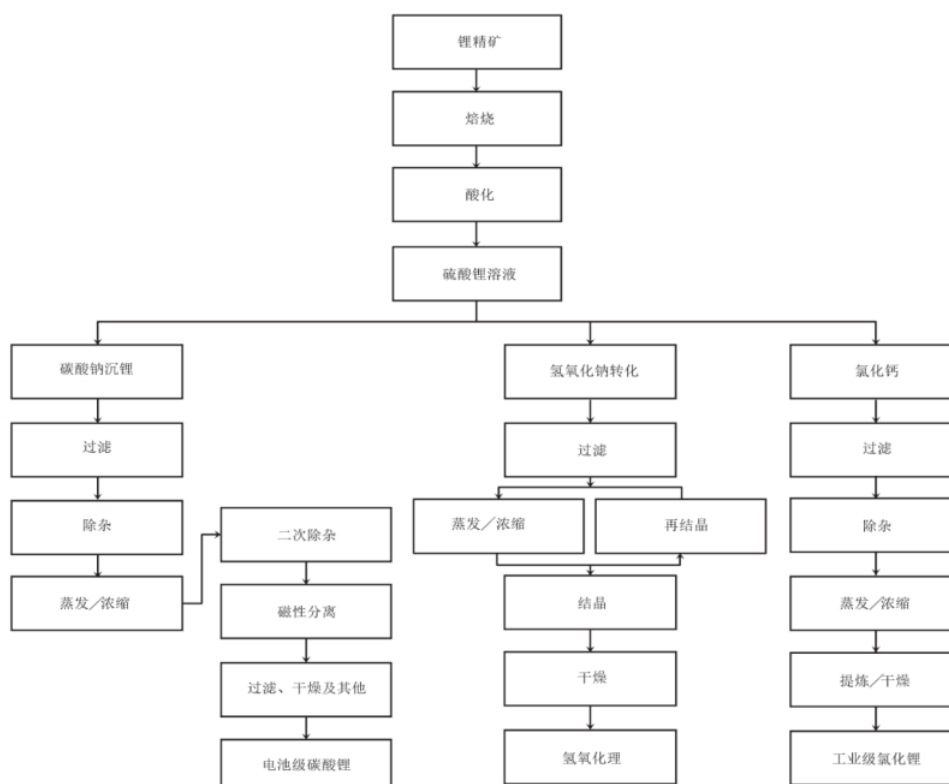 锂精矿
焙烧
酸化
硫酸锂溶液
碳酸钠沉锂
过滤
除杂
蒸发/浓缩
二次除杂
磁性分离
过滤、干燥及其他
电池级碳酸锂
氢氧化钠转化
过滤
蒸发/浓缩
再结晶
结晶
干燥
氢氧化理
氯化钙
过滤
除杂
蒸发/浓缩
提炼/干燥
工业级氯化锂